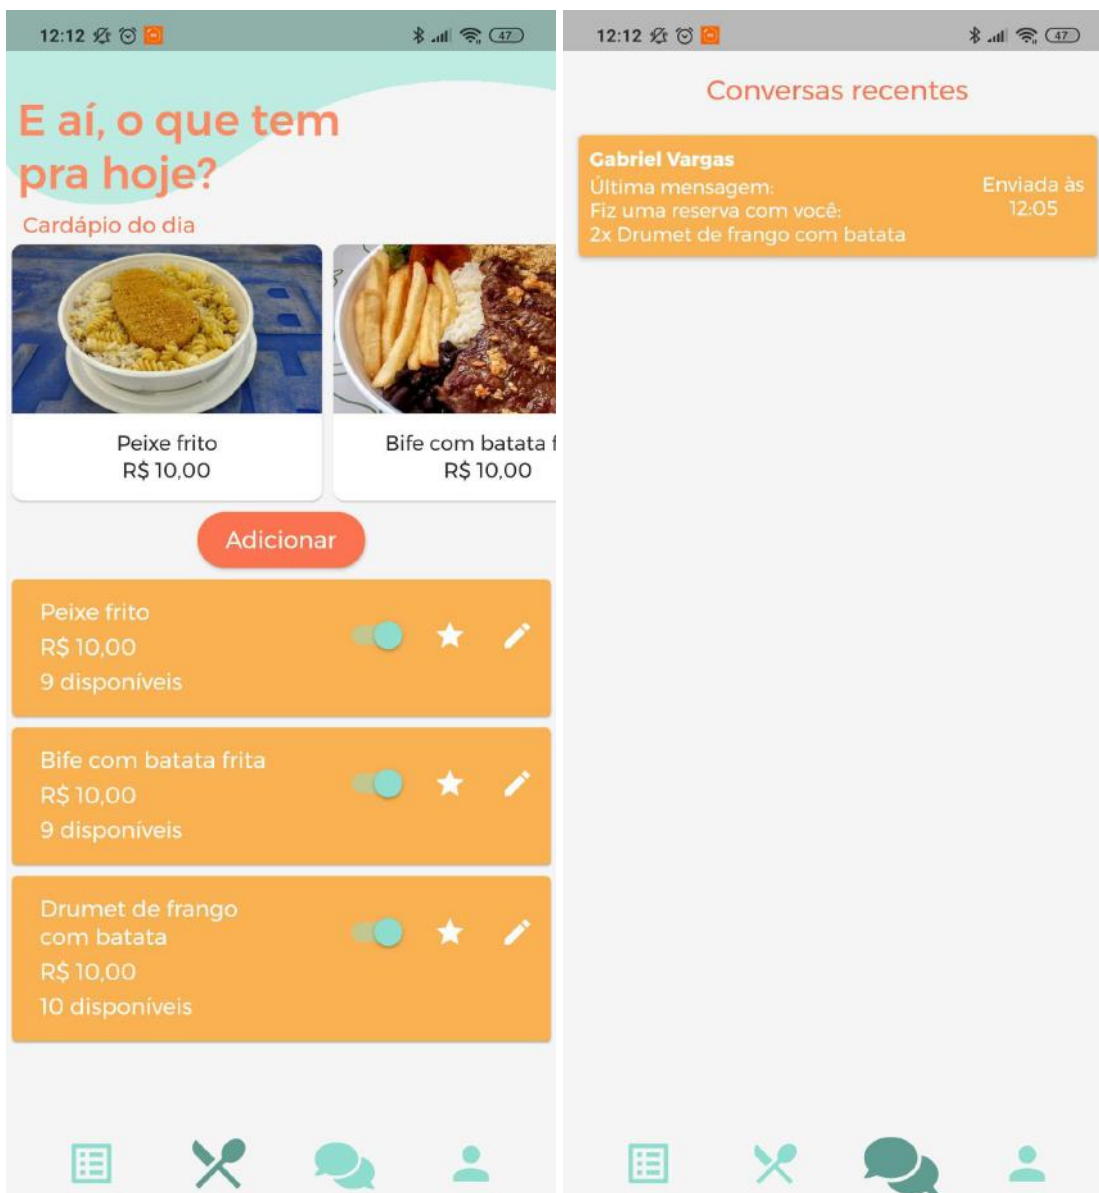 12:12
47
E aí, o que tem
pra hoje?
Cardápio do dia
Peixe frito
R$ 10,00
Bife com batata f
R$ 10,00
Adicionar
Peixe frito
R$ 10,00
9 disponíveis
Bife com batata frita
R$ 10,00
9 disponíveis
Drumet de frango
com batata
R$ 10,00
10 disponíveis
12:12
47
Conversas recentes
Gabriel Vargas
Última mensagem:
Fiz uma reserva com você:
2x Drumet de frango com batata
Enviada às
12:05